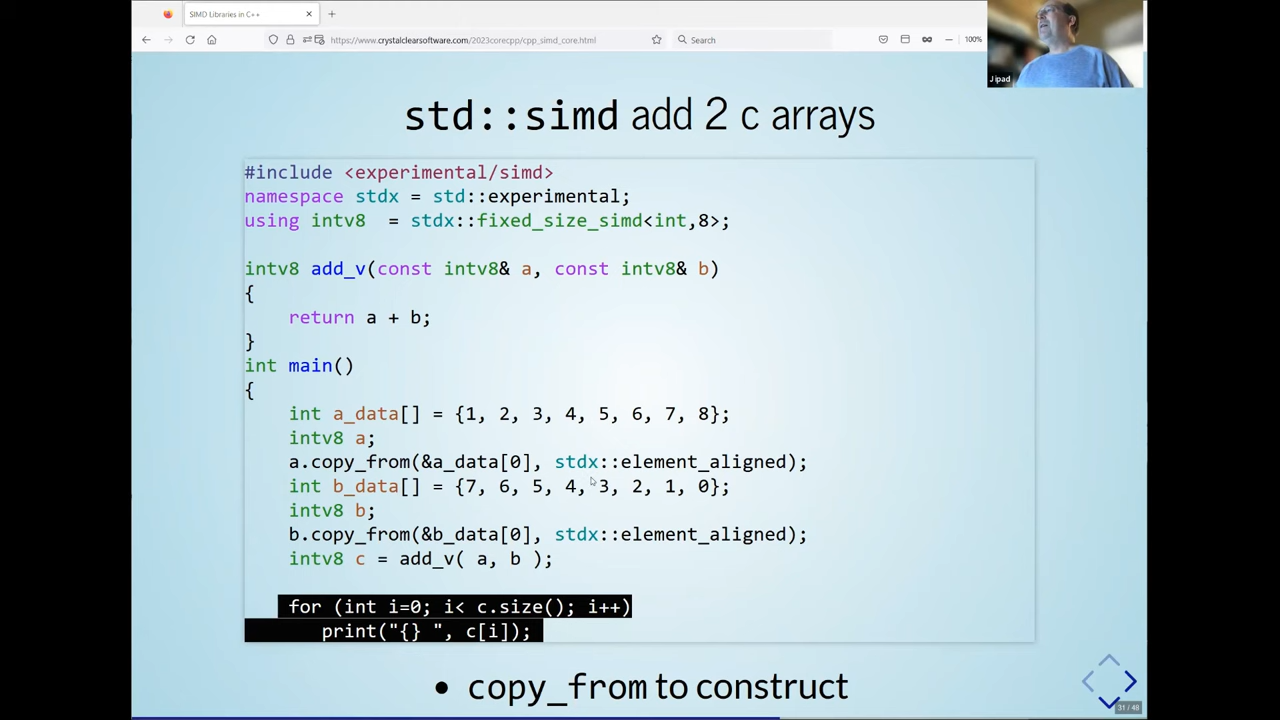 SIMD Libraries in C++
https://www.crystalclearsoftware.com/2023corecpp/cpp_simd_core.html
Search
100%
J ipad
std::simd add 2 c arrays
#include <experimental/simd>
namespace stdx = std::experimental;
using intv8  = stdx::fixed_size_simd<int,8>;
intv8 add_v(const intv8& a, const intv8& b)
{
    return a + b;
}
int main()
{
    int a_data[] = {1, 2, 3, 4, 5, 6, 7, 8};
    intv8 a;
    a.copy_from(&a_data[0], stdx::element_aligned);
    int b_data[] = {7, 6, 5, 4, 3, 2, 1, 0};
    intv8 b;
    b.copy_from(&b_data[0], stdx::element_aligned);
    intv8 c = add_v( a, b );
    for (int i=0; i< c.size(); i++)
       print("{} ", c[i]);
• copy_from to construct
31 / 48